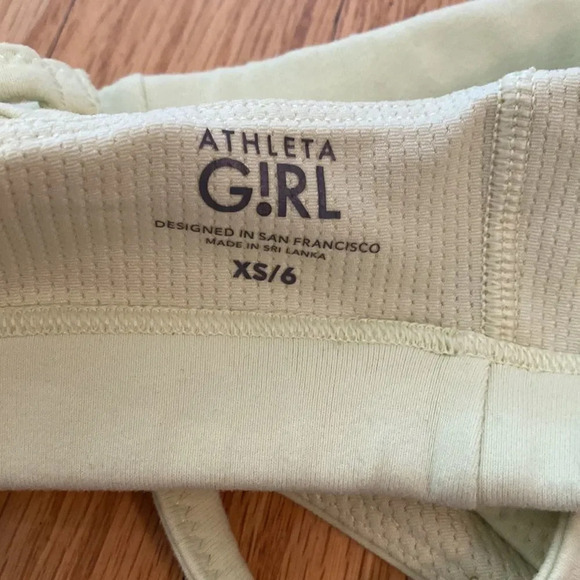 ATHLETA
G!RL
DESIGNED IN SAN FRANCISCO
MADE IN SRI LANKA
XS/6